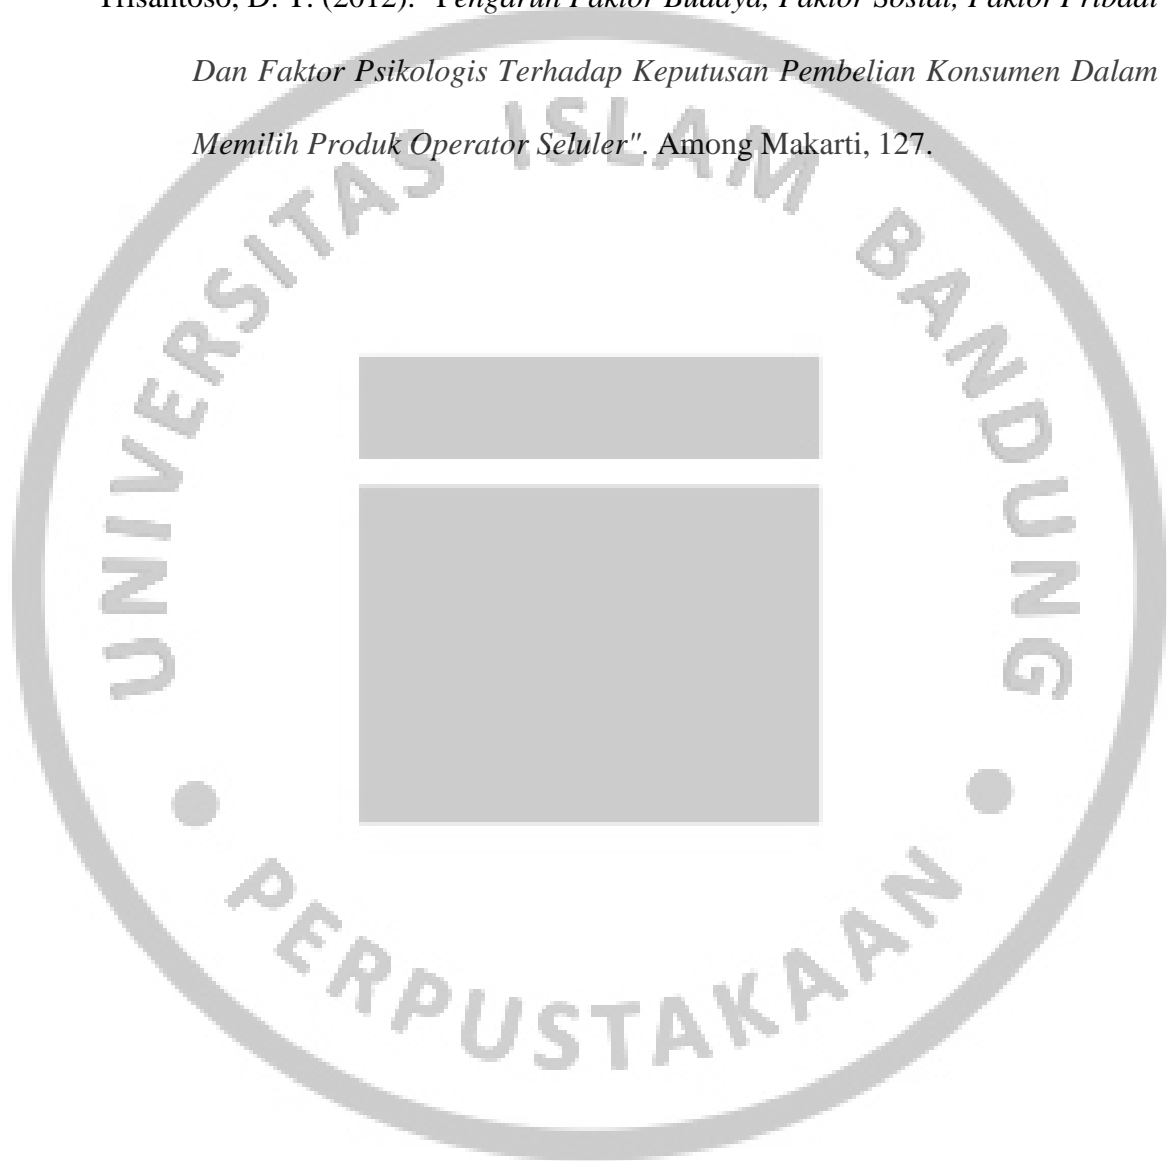 Trisantoso, D. T. (2012). "Pengaruh Faktor Budaya, Faktor Sosial, Faktor Pribadi
Dan Faktor Psikologis Terhadap Keputusan Pembelian Konsumen Dalam
Memilih Produk Operator Seluler". Among Makarti, 127.
UNIVERSITAS ISLAM BANDUNG
• PERPUSTAKAAN •